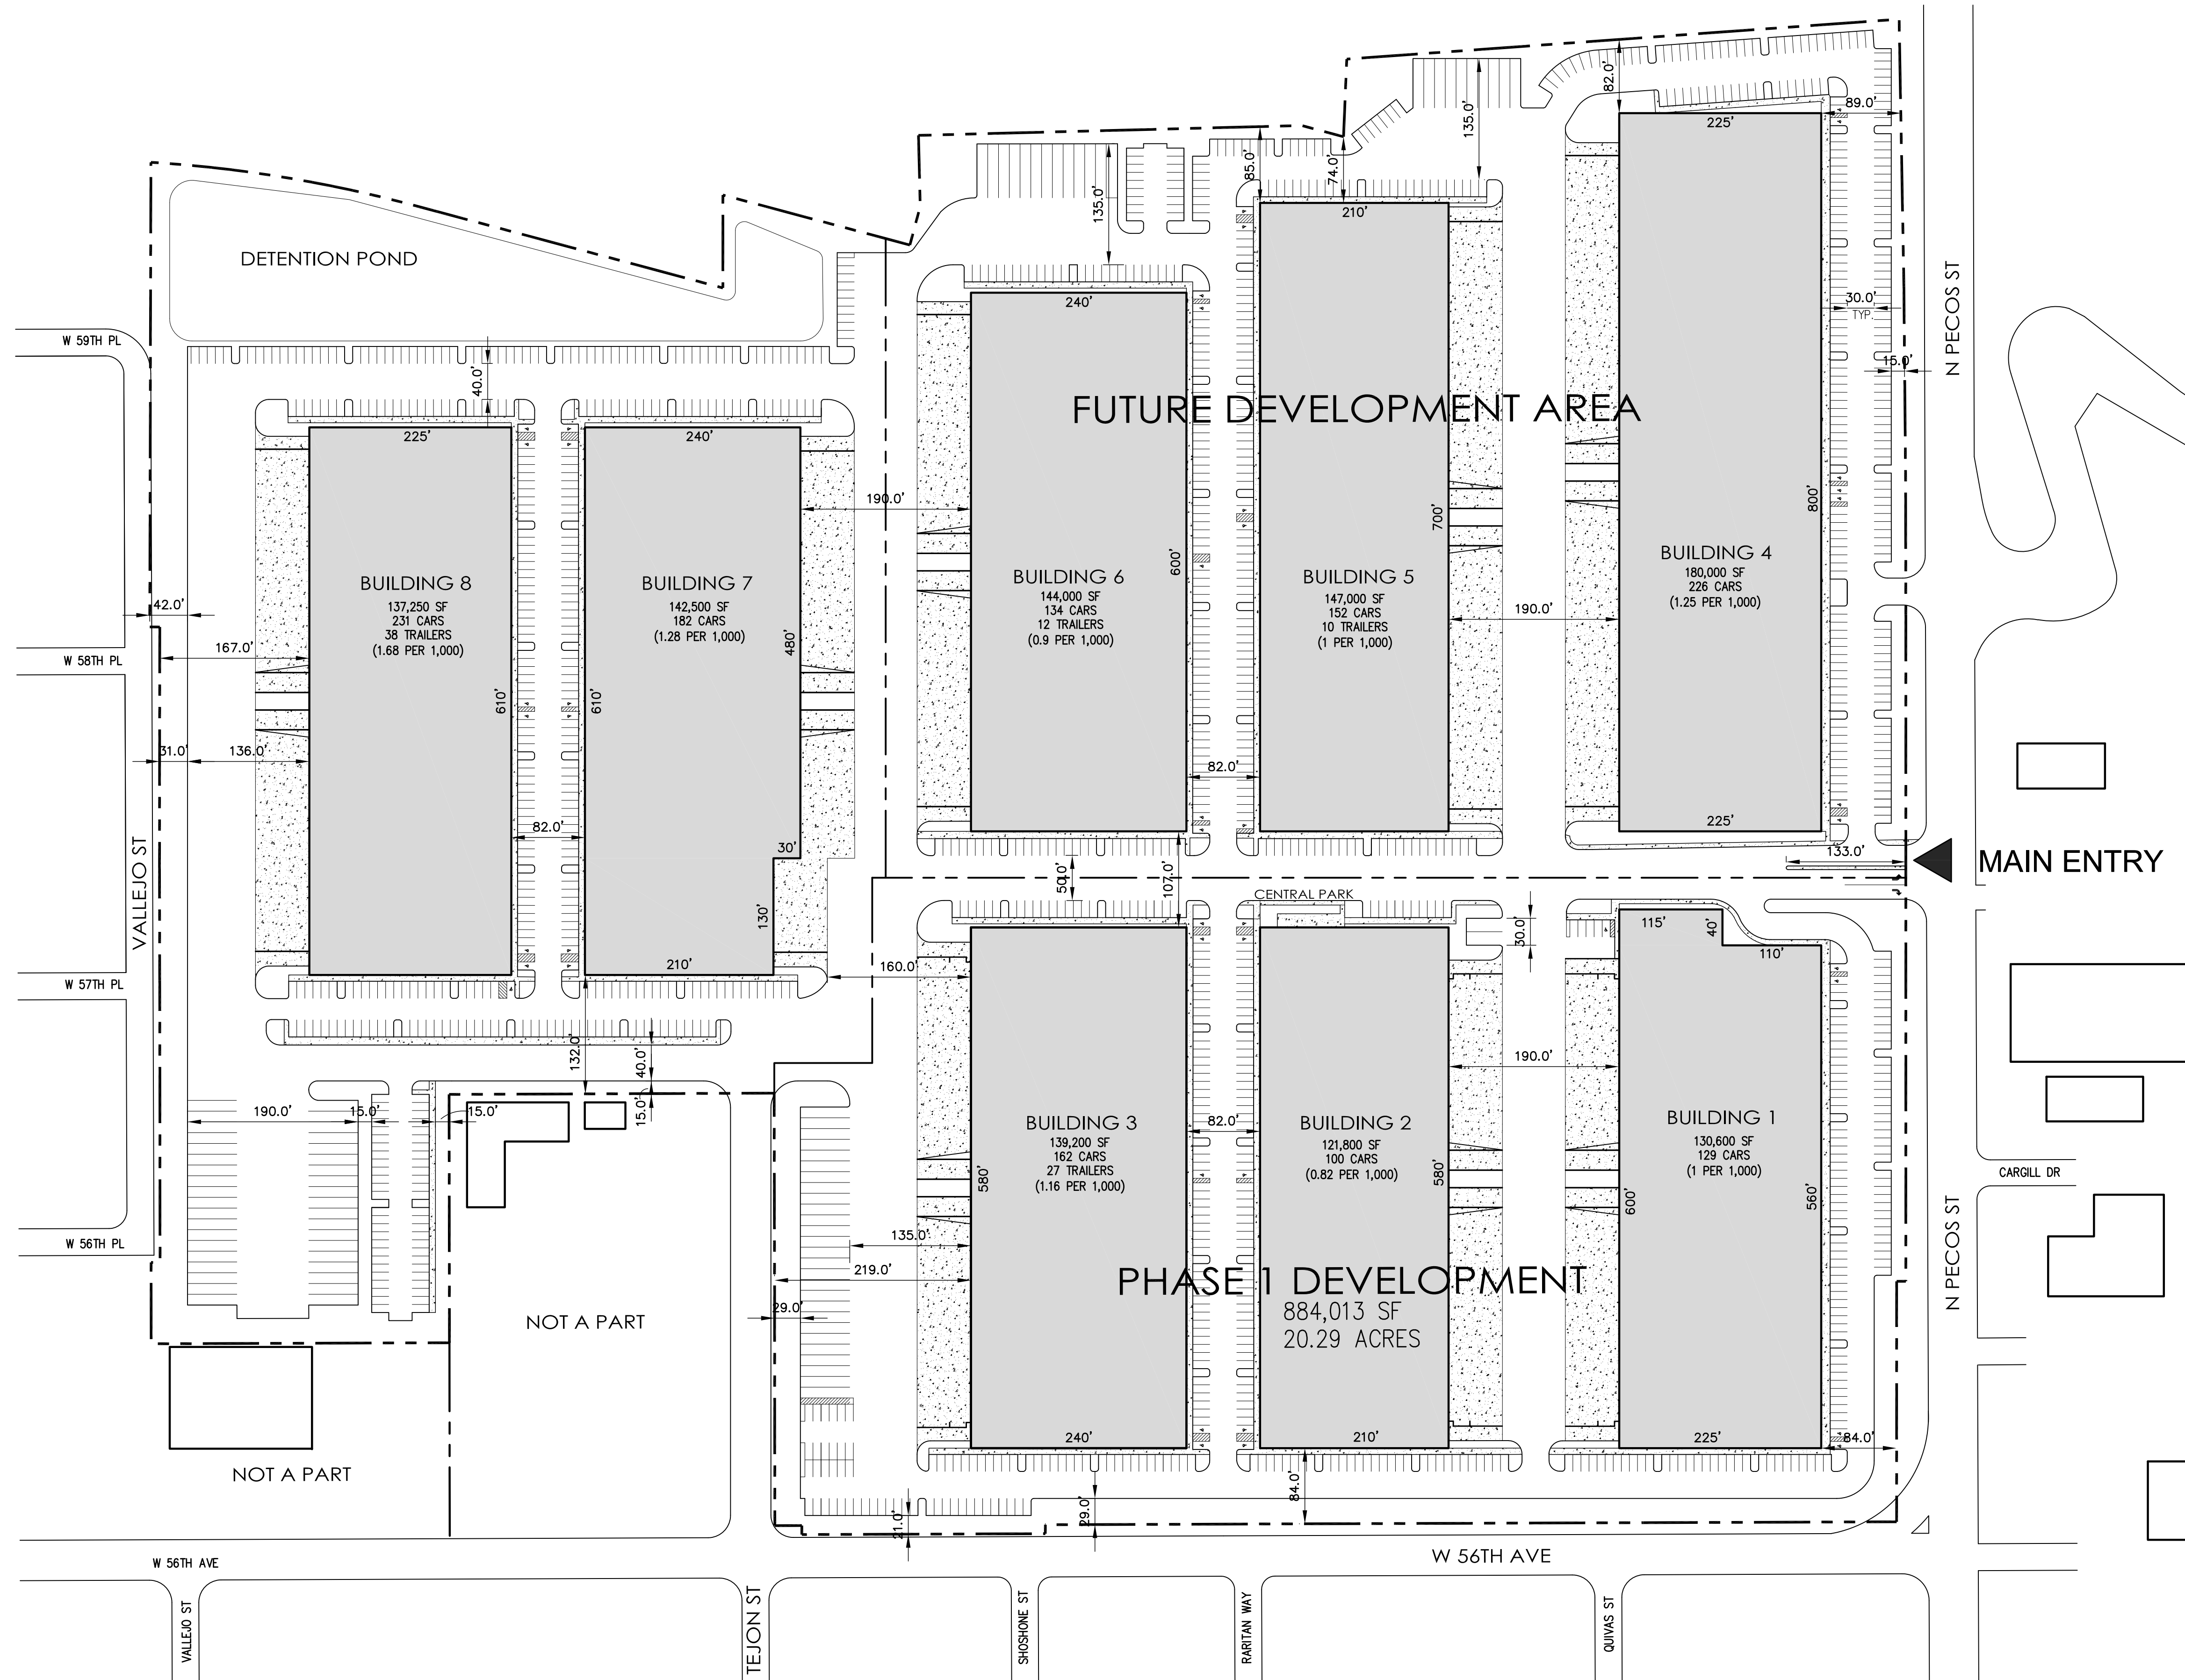 82.0'
89.0'
225'
135.0'
85.0'
74.0'
210'
135.0'
DETENTION POND
240'
N PECOS ST
30.0'
TYP.
W 59TH PL
15.0'
40.0'
FUTURE DEVELOPMENT AREA
225'
240'
190.0'
700'
800'
BUILDING 8
137,250 SF
231 CARS
38 TRAILERS
(1.68 PER 1,000)
BUILDING 7
142,500 SF
182 CARS
(1.28 PER 1,000)
480'
BUILDING 6
144,000 SF
134 CARS
12 TRAILERS
(0.9 PER 1,000)
600'
BUILDING 5
147,000 SF
152 CARS
10 TRAILERS
(1 PER 1,000)
BUILDING 4
180,000 SF
226 CARS
(1.25 PER 1,000)
190.0'
42.0'
167.0'
W 58TH PL
610'
610'
31.0'
136.0'
82.0'
82.0'
225'
30'
133.0'
MAIN ENTRY
VALLEJO ST
50.0'
107.0'
CENTRAL PARK
130'
115'
40'
110'
30.0'
210'
160.0'
W 57TH PL
132.0'
40.0'
190.0'
15.0'
190.0'
15.0'
15.0'
BUILDING 3
139,200 SF
162 CARS
27 TRAILERS
(1.16 PER 1,000)
580'
82.0'
BUILDING 2
121,800 SF
100 CARS
(0.82 PER 1,000)
580'
BUILDING 1
130,600 SF
129 CARS
(1 PER 1,000)
600'
560'
CARGILL DR
N PECOS ST
W 56TH PL
135.0'
219.0'
PHASE 1 DEVELOPMENT
884,013 SF
20.29 ACRES
29.0'
NOT A PART
240'
210'
225'
84.0'
NOT A PART
84.0'
29.0'
21.0'
W 56TH AVE
W 56TH AVE
VALLEJO ST
TEJON ST
SHOSHONE ST
RARITAN WAY
QUIVAS ST